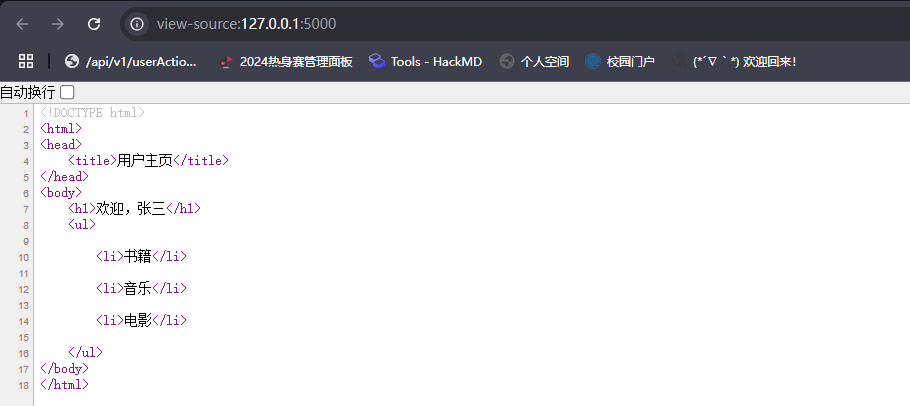 view-source:127.0.0.1:5000
/api/v1/userActio... 2024热身赛管理面板 Tools - HackMD 个人空间 校园门户 (*´∇｀*) 欢迎回来!
自动换行
1 <!DOCTYPE html>
2 <html>
3 <head>
4 <title>用户主页</title>
5 </head>
6 <body>
7 <h1>欢迎，张三</h1>
8 <ul>
9
10 <li>书籍</li>
11
12 <li>音乐</li>
13
14 <li>电影</li>
15
16 </ul>
17 </body>
18 </html>